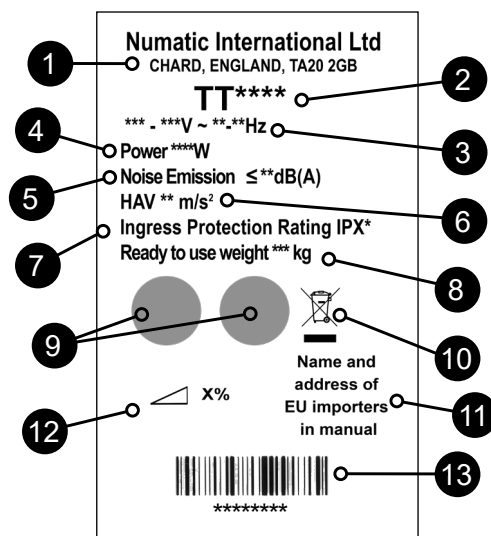 Numatic International Ltd
1 CHARD, ENGLAND, TA20 2GB
TT**** 2
*** - ***V ~ **-**Hz 3
4 Power ****W
5 Noise Emission ≤**dB(A)
HAV ** m/s² 6
7 Ingress Protection Rating IPX*
Ready to use weight *** kg 8
9 10
Name and
address of
EU importers 11
in manual
12 X%
13
********